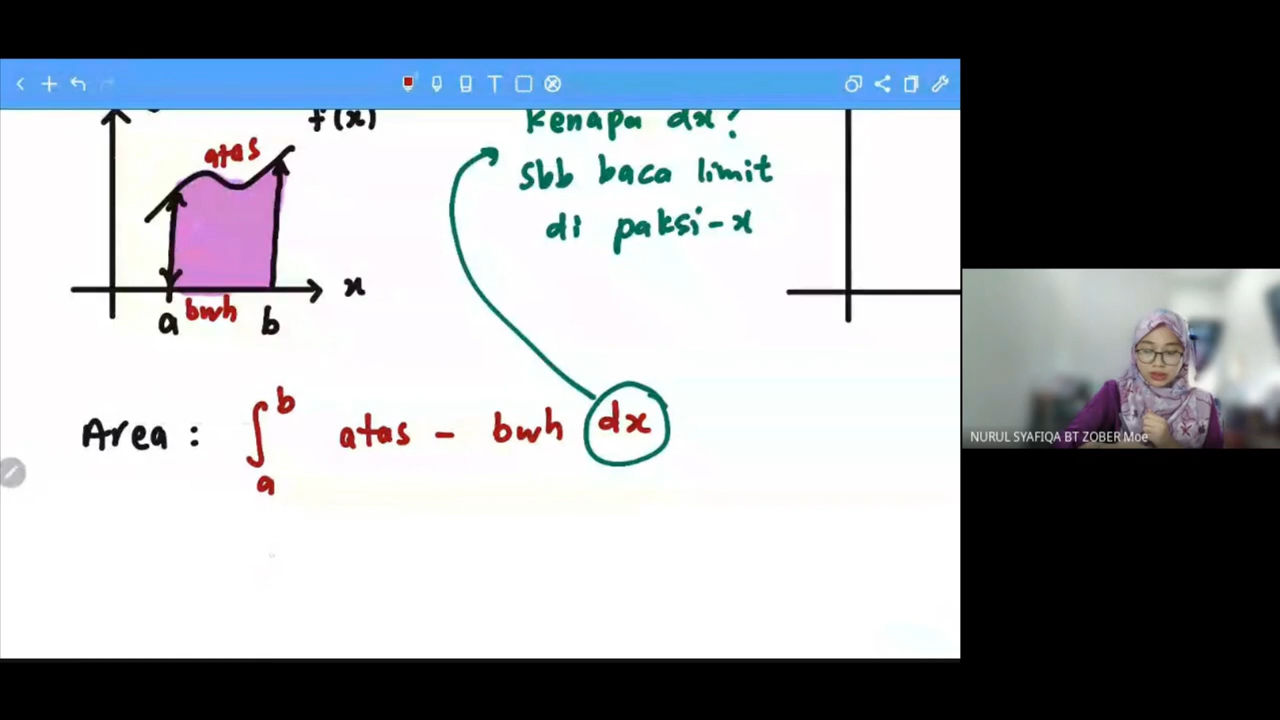 f(x)
atas
x
a
bwh
b
Kenapa dx?
sbb baca limit
di paksi-x
Area : ∫ₐᵇ atas - bwh dx
T
NURUL SYAFIQA BT ZOBER Moe